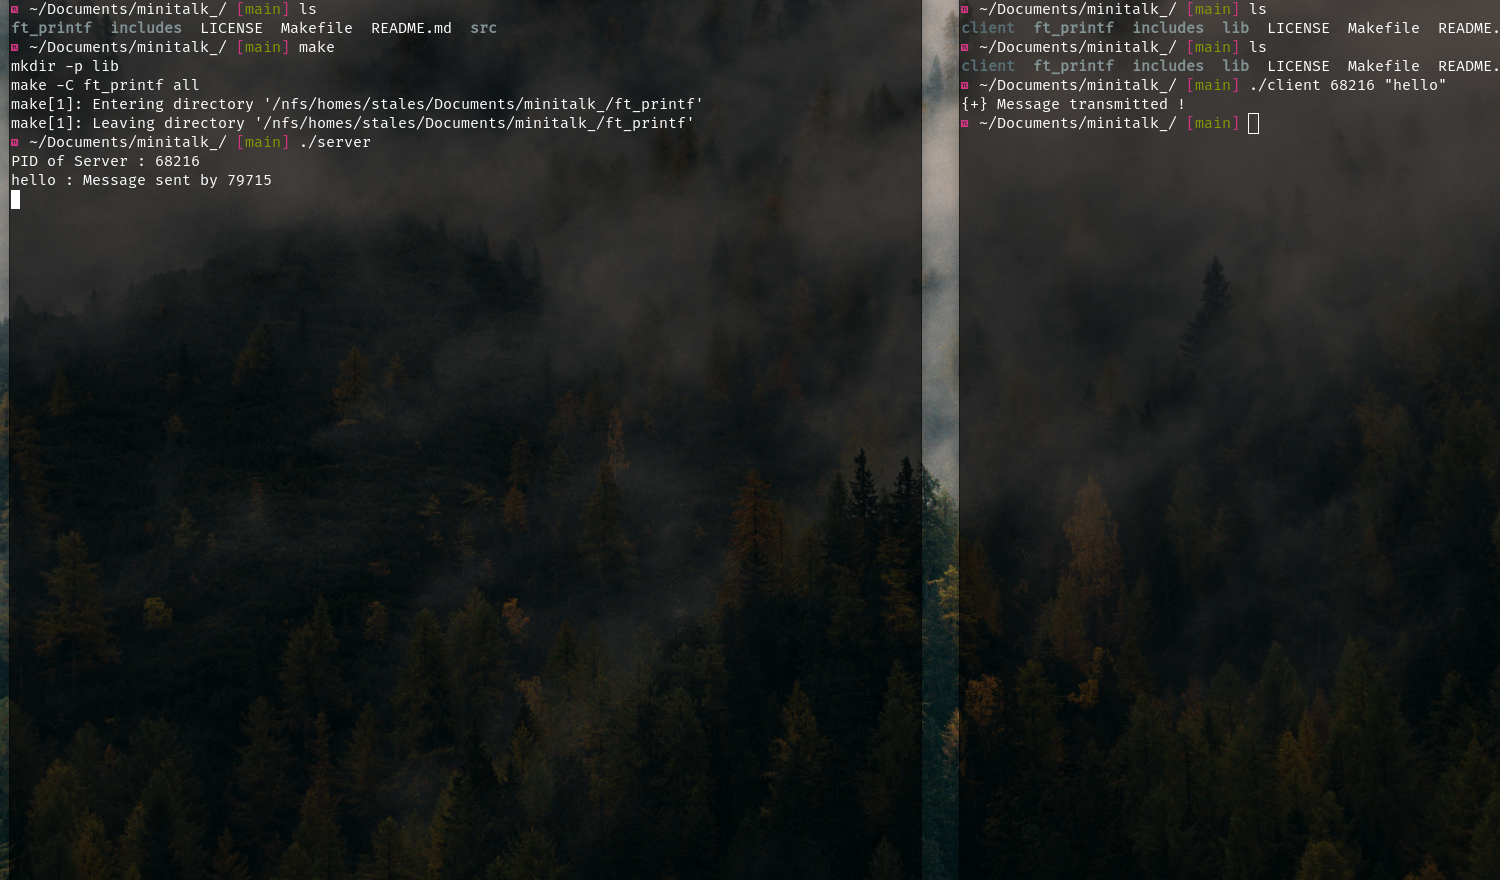 ~/Documents/minitalk_/ [main] ls
ft_printf includes LICENSE Makefile README.md src
~/Documents/minitalk_/ [main] make
mkdir -p lib
make -C ft_printf all
make[1]: Entering directory '/nfs/homes/stales/Documents/minitalk_/ft_printf'
make[1]: Leaving directory '/nfs/homes/stales/Documents/minitalk_/ft_printf'
~/Documents/minitalk_/ [main] ./server
PID of Server : 68216
hello : Message sent by 79715
~/Documents/minitalk_/ [main] ls
client ft_printf includes lib LICENSE Makefile README.
~/Documents/minitalk_/ [main] ls
client ft_printf includes lib LICENSE Makefile README.
~/Documents/minitalk_/ [main] ./client 68216 "hello"
{+} Message transmitted !
~/Documents/minitalk_/ [main]